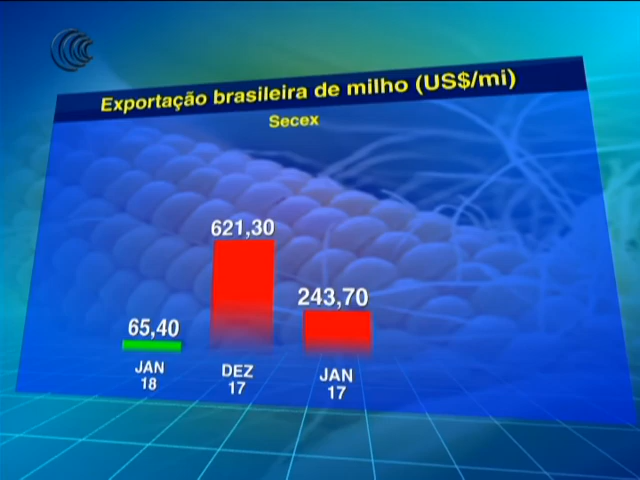 Exportação brasileira de milho (US$/mi)
Secex
621,30
243,70
65,40
JAN
18
DEZ
17
JAN
17